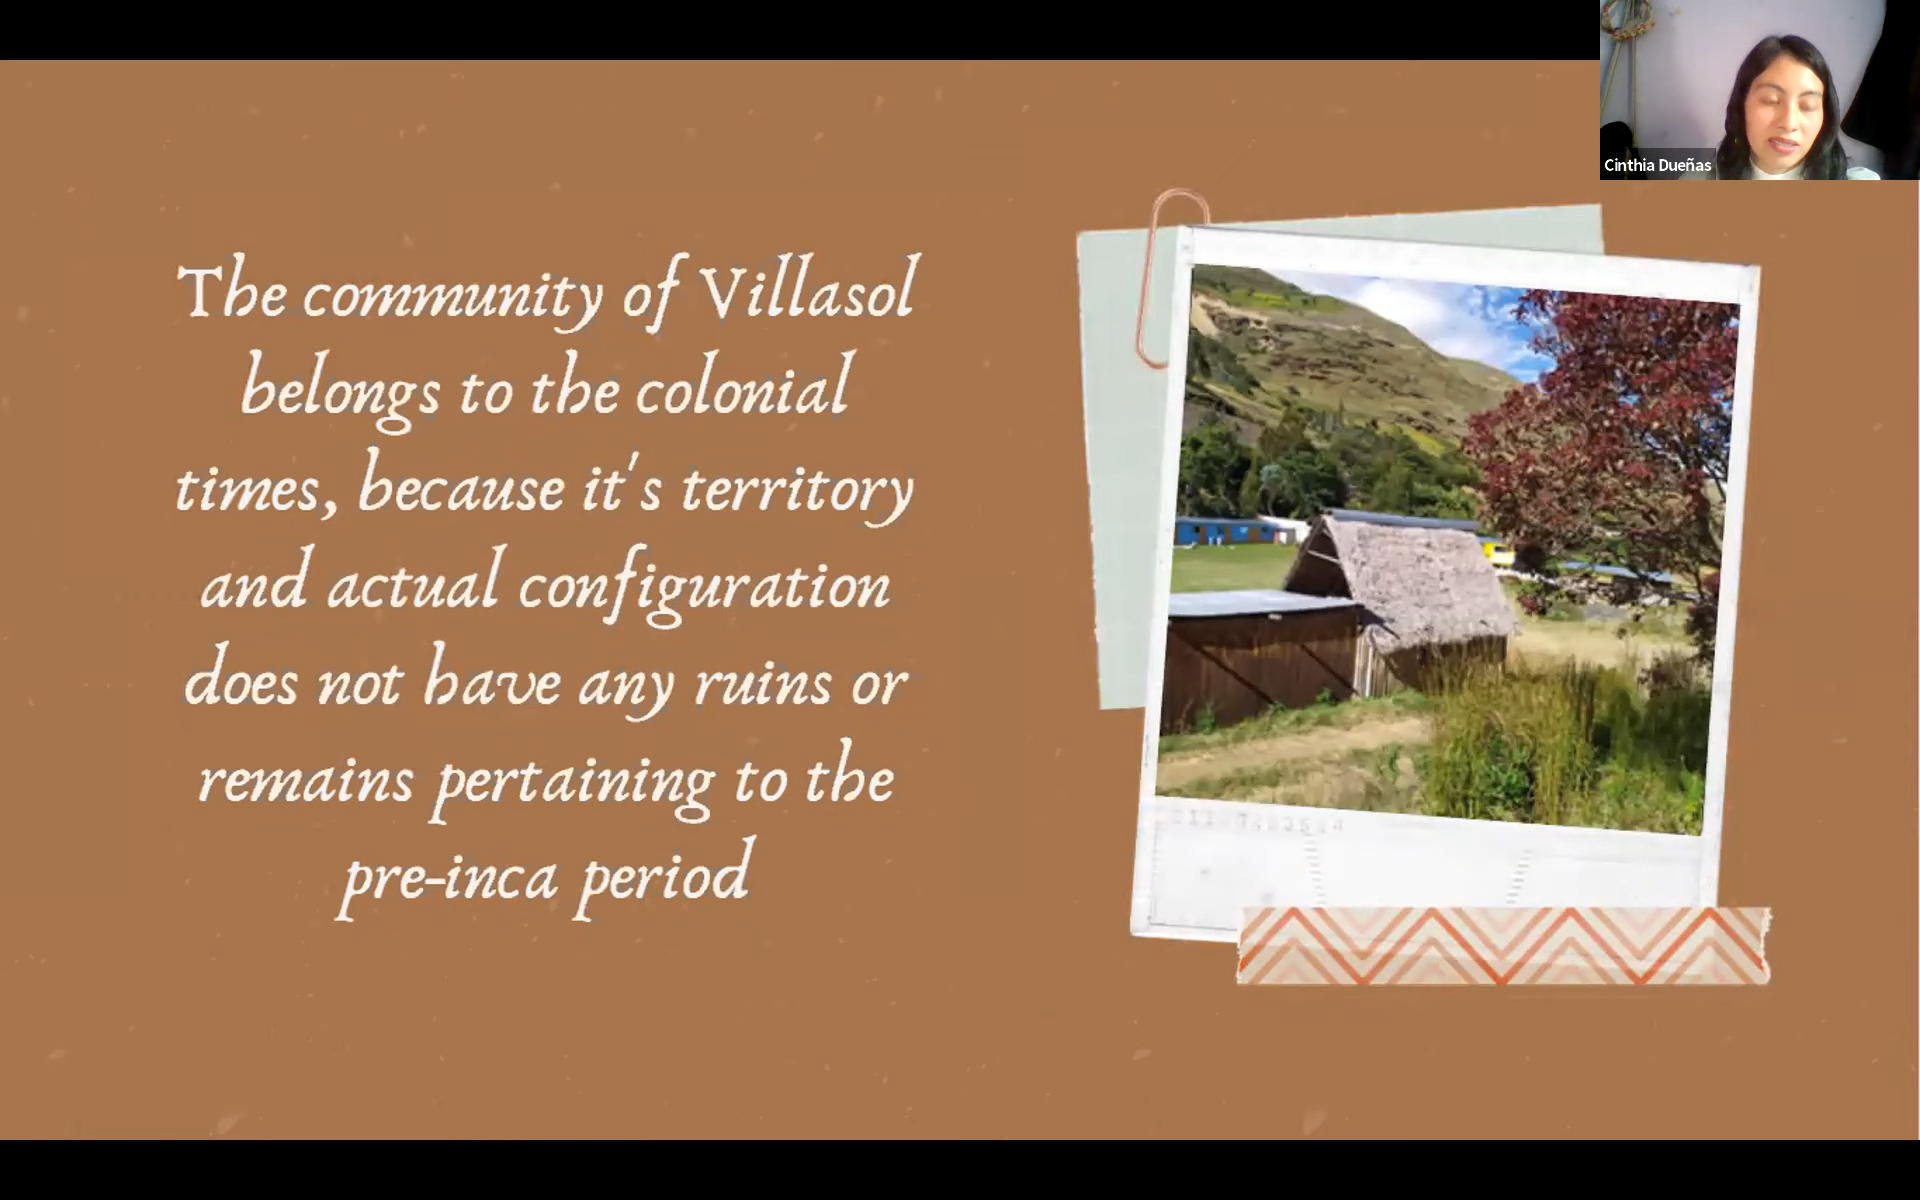 Cinthia Dueñas
The community of Villasol
belongs to the colonial
times, because it's territory
and actual configuration
does not have any ruins or
remains pertaining to the
pre-inca period